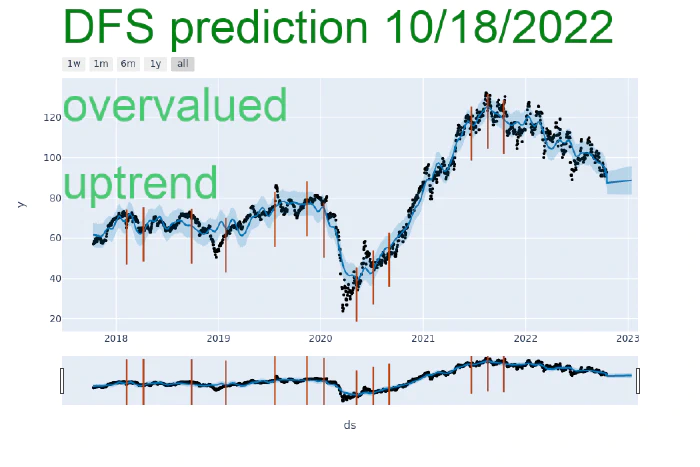 DFS prediction 10/18/2022
1w 1m 6m 1y all
overvalued
uptrend
120
100
80
60
40
20
y
2018 2019 2020 2021 2022 2023
ds